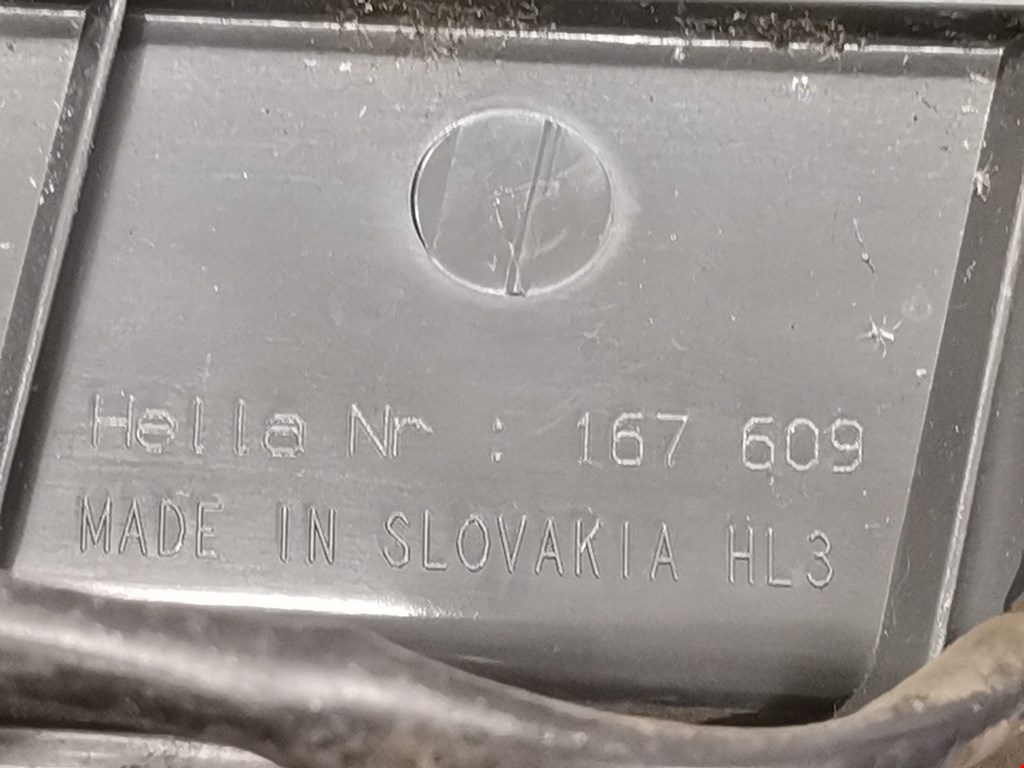 Hella Nr : 167 609
MADE IN SLOVAKIA HL3